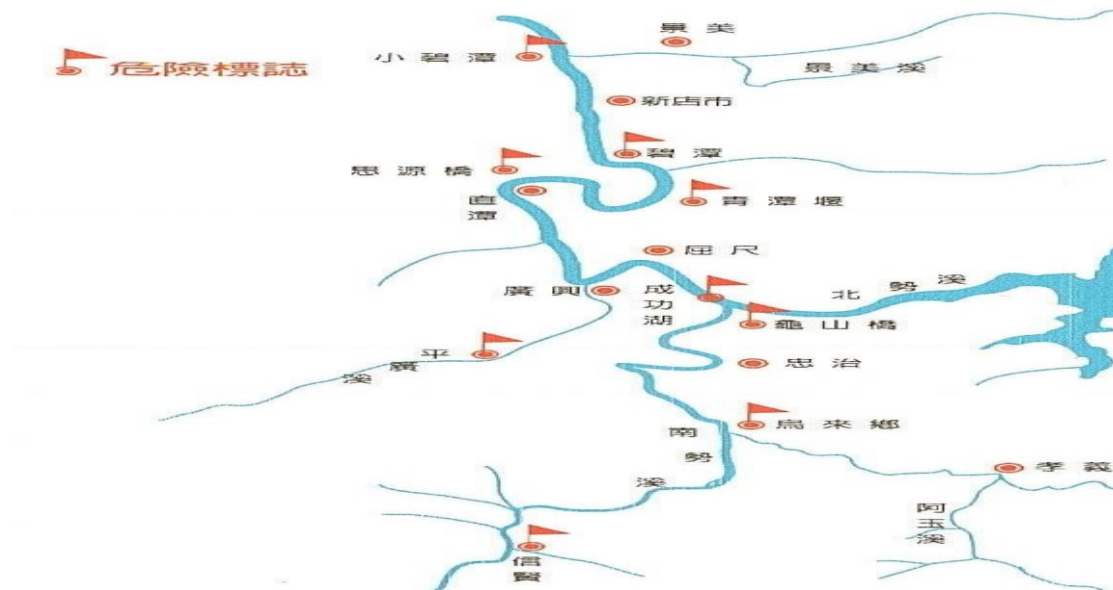 景美
小碧潭
危險標誌
景美溪
新店市
碧潭
思源橋
直潭
青潭堰
屈尺
北勢溪
廣興
成功湖
龜山橋
平廣溪
忠治
烏來鄉
南勢溪
孝義
阿玉溪
信賢